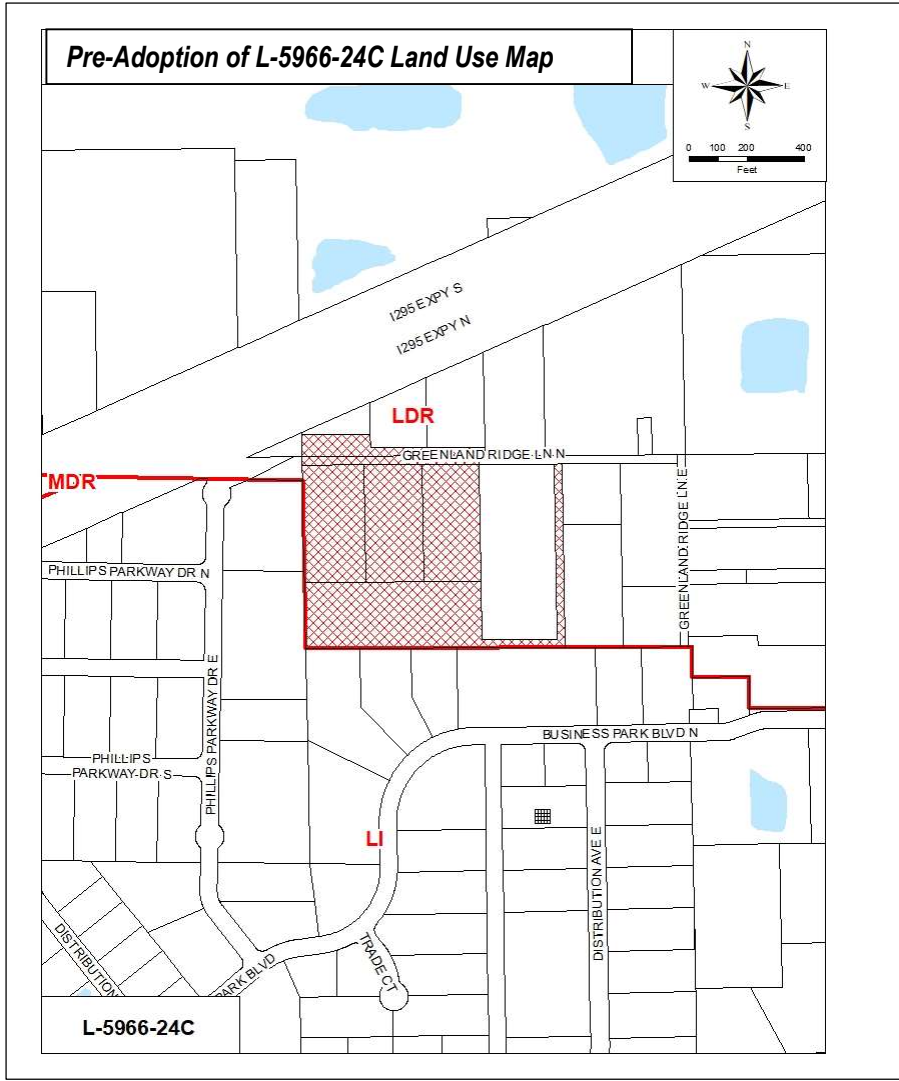 Pre-Adoption of L-5966-24C Land Use Map
N
W E
S
0 100 200 400
Feet
I295 EXPY S
I295 EXPY N
LDR
GREENLAND RIDGE LN N
MDR
PHILLIPS PARKWAY DR N
GREENLAND RIDGE LN E
PHILLIPS PARKWAY DR E
BUSINESS PARK BLVD N
PHILLIPS
PARKWAY DR S
LI
DISTRIBUTION AVE E
DISTRIBUTION
PARK BLVD
TRADE CT
L-5966-24C